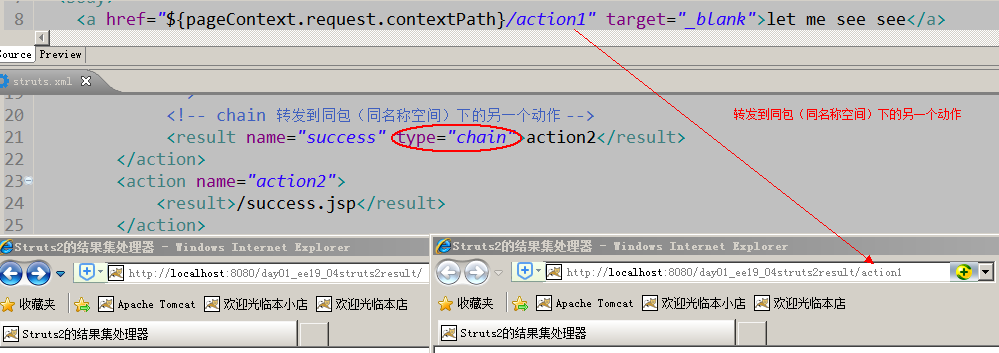 <body>
8 <a href="${pageContext.request.contextPath}/action1" target="_blank">let me see see</a>
Source Preview
struts.xml
20 <!-- chain 转发到同包（同名称空间）下的另一个动作 -->
转发到同包（同名称空间）下的另一个动作
21 <result name="success" type="chain">action2</result>
22 </action>
23 <action name="action2">
24 <result>/success.jsp</result>
25 </action>
Struts2的结果集处理器 - Windows Internet Explorer
http://localhost:8080/day01_ee19_04struts2result/
收藏夹 Apache Tomcat 欢迎光临本小店 欢迎光临本店
Struts2的结果集处理器
Struts2的结果集处理器 - Windows Internet Explorer
http://localhost:8080/day01_ee19_04struts2result/action1
收藏夹 Apache Tomcat 欢迎光临本小店 欢迎光临本店
Struts2的结果集处理器